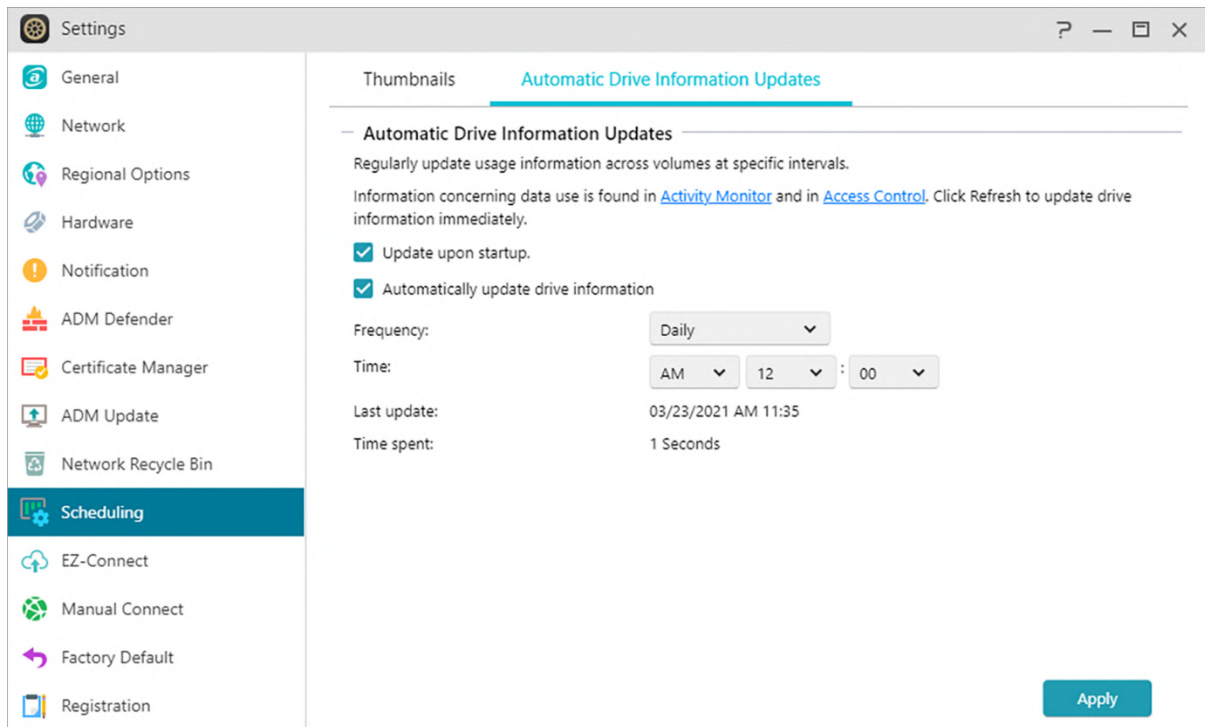 Settings
General
Network
Regional Options
Hardware
Notification
ADM Defender
Certificate Manager
ADM Update
Network Recycle Bin
Scheduling
EZ-Connect
Manual Connect
Factory Default
Registration
Thumbnails
Automatic Drive Information Updates
Automatic Drive Information Updates
Regularly update usage information across volumes at specific intervals.
Information concerning data use is found in Activity Monitor and in Access Control. Click Refresh to update drive
information immediately.
Update upon startup.
Automatically update drive information
Frequency: Daily
Time: AM 12 : 00
Last update: 03/23/2021 AM 11:35
Time spent: 1 Seconds
Apply